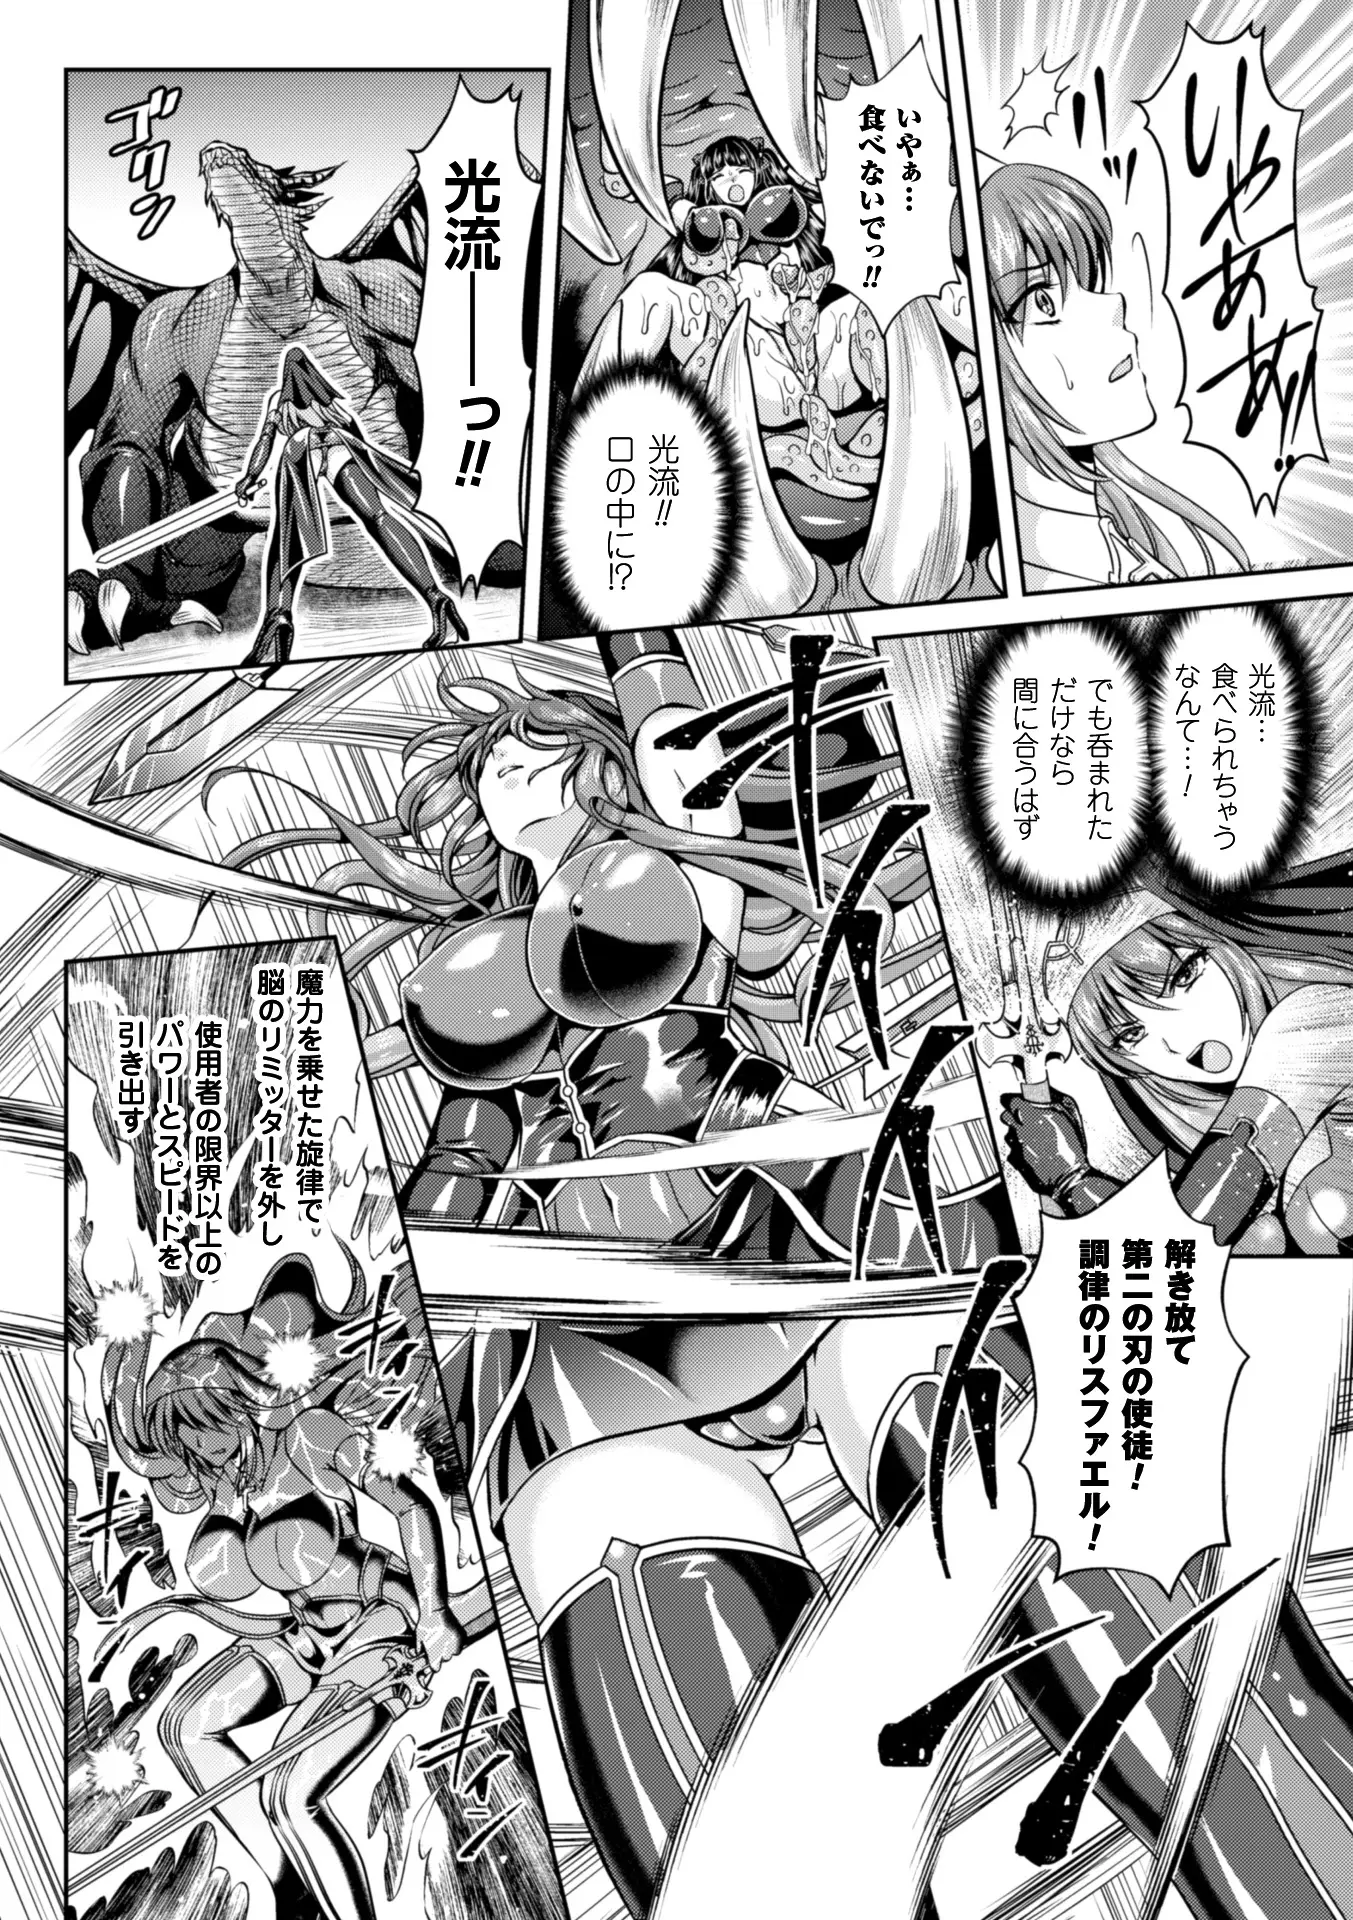 いやあああ!!
いやぁ…
食べないでっ!!
光流!!
口の中に!?
光流――っ!!
ゴクン
光流…
食べられちゃう
なんて…!
でも呑まれた
だけなら
間に合うはず
解き放て
第二の刃の使徒!
調律のリスファエル!
魔力を乗せた旋律で
脳のリミッターを外し
使用者の限界以上の
パワーとスピードを
引き出す